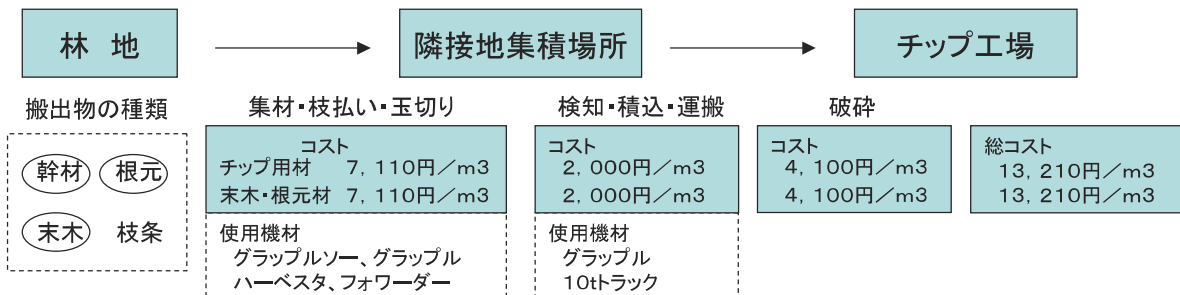 林 地
隣接地集積場所
チップ工場
搬出物の種類
幹材 根元
末木 枝条
集材・枝払い・玉切り
コスト
チップ用材 7,110円/m3
末木・根元材 7,110円/m3
使用機材
グラップルソー、グラップル
ハーベスタ、フォワーダー
検知・積込・運搬
コスト
2,000円/m3
2,000円/m3
使用機材
グラップル
10tトラック
破砕
コスト
4,100円/m3
4,100円/m3
総コスト
13,210円/m3
13,210円/m3